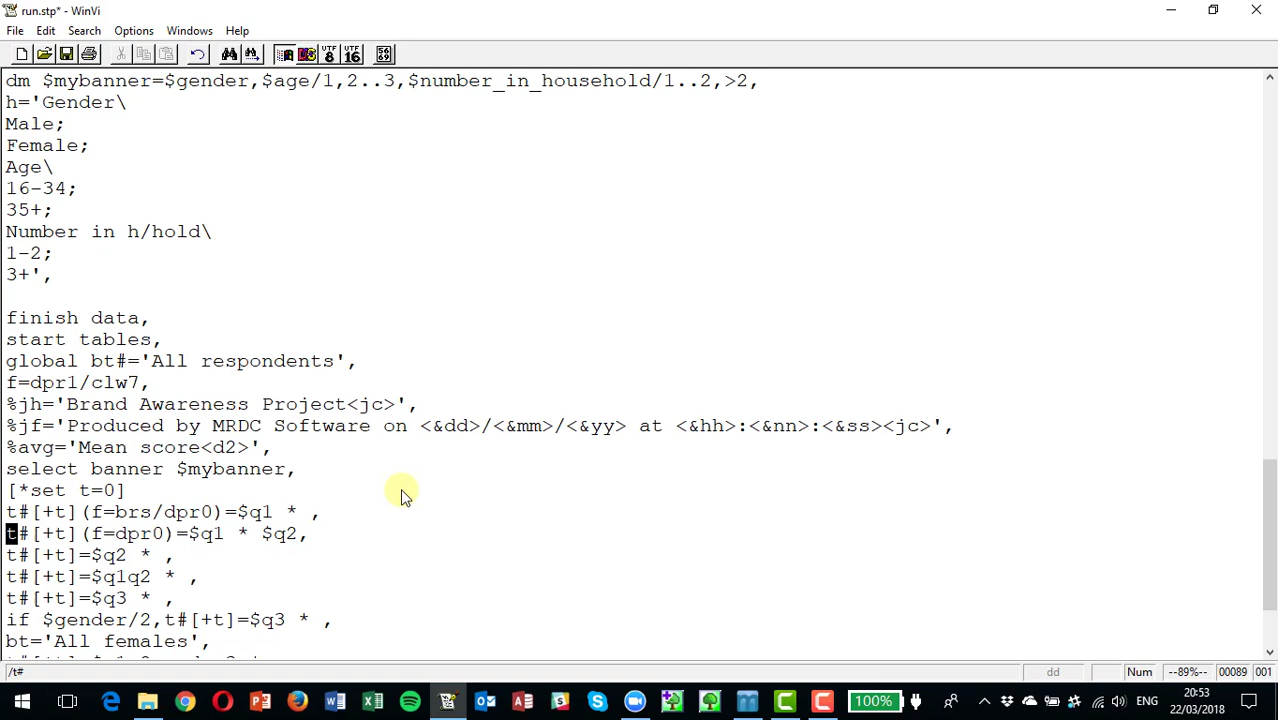 run.stp* - WinVi
File Edit Search Options Windows Help
UTF 8 UTF 16
dm $mybanner=$gender,$age/1,2..3,$number_in_household/1..2,>2,
h='Gender\
Male;
Female;
Age\
16-34;
35+;
Number in h/hold\
1-2;
3+',
finish data,
start tables,
global bt#='All respondents',
f=dpr1/clw7,
%jh='Brand Awareness Project<jc>',
%jf='Produced by MRDC Software on <&dd>/<&mm>/<&yy> at <&hh>:<&nn>:<&ss><jc>',
%avg='Mean score<d2>',
select banner $mybanner,
[*set t=0]
t#[+t](f=brs/dpr0)=$q1 * ,
t#[+t](f=dpr0)=$q1 * $q2,
t#[+t]=$q2 * ,
t#[+t]=$q1q2 * ,
t#[+t]=$q3 * ,
if $gender/2,t#[+t]=$q3 * ,
bt='All females',
/t# dd Num --89%-- 00089 001
100% ENG 20:53
22/03/2018